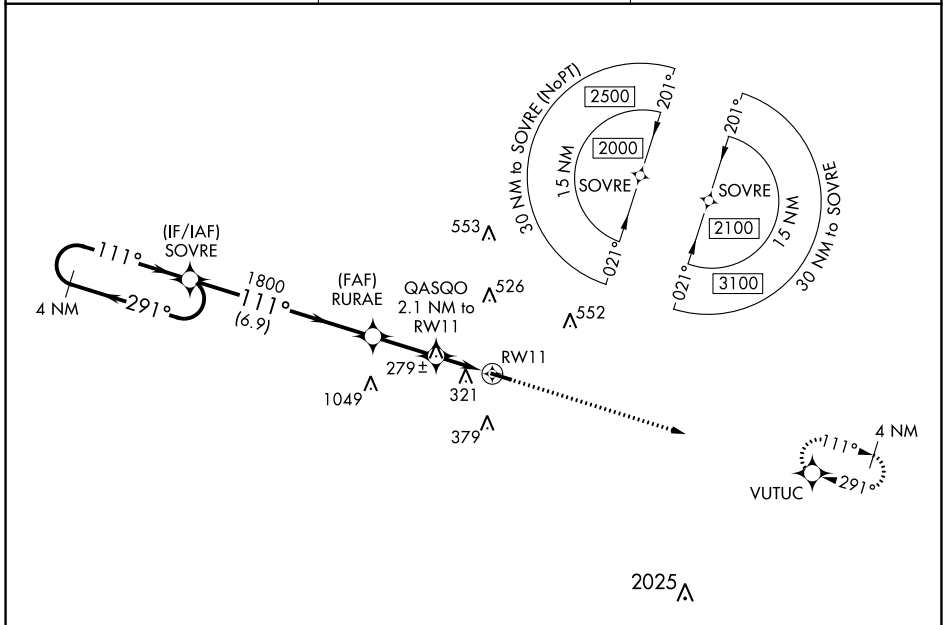 30 NM to SOVRE (NoPT)
2500
201°
15 NM
2000
SOVRE
021°
201°
SOVRE
2100
15 NM
30 NM to SOVRE
021°
3100
553
(IF/IAF)
SOVRE
111°
4 NM
291°
1800
111°
(6.9)
(FAF)
RURAE
QASQO
2.1 NM to
RW11
526
552
RW11
279±
321
1049
379
111°
4 NM
291°
VUTUC
2025